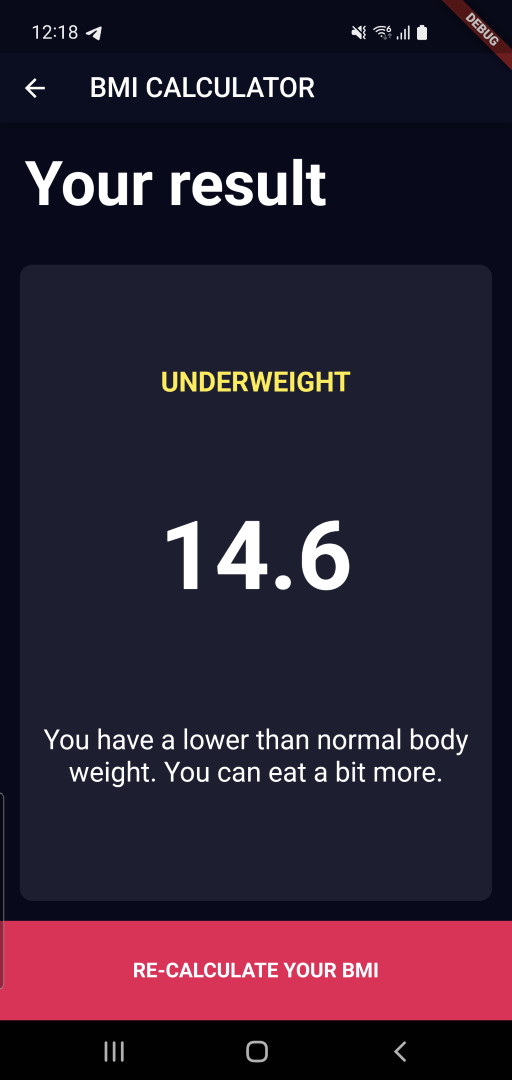 12:18
DEBUG
BMI CALCULATOR
Your result
UNDERWEIGHT
14.6
You have a lower than normal body
weight. You can eat a bit more.
RE-CALCULATE YOUR BMI